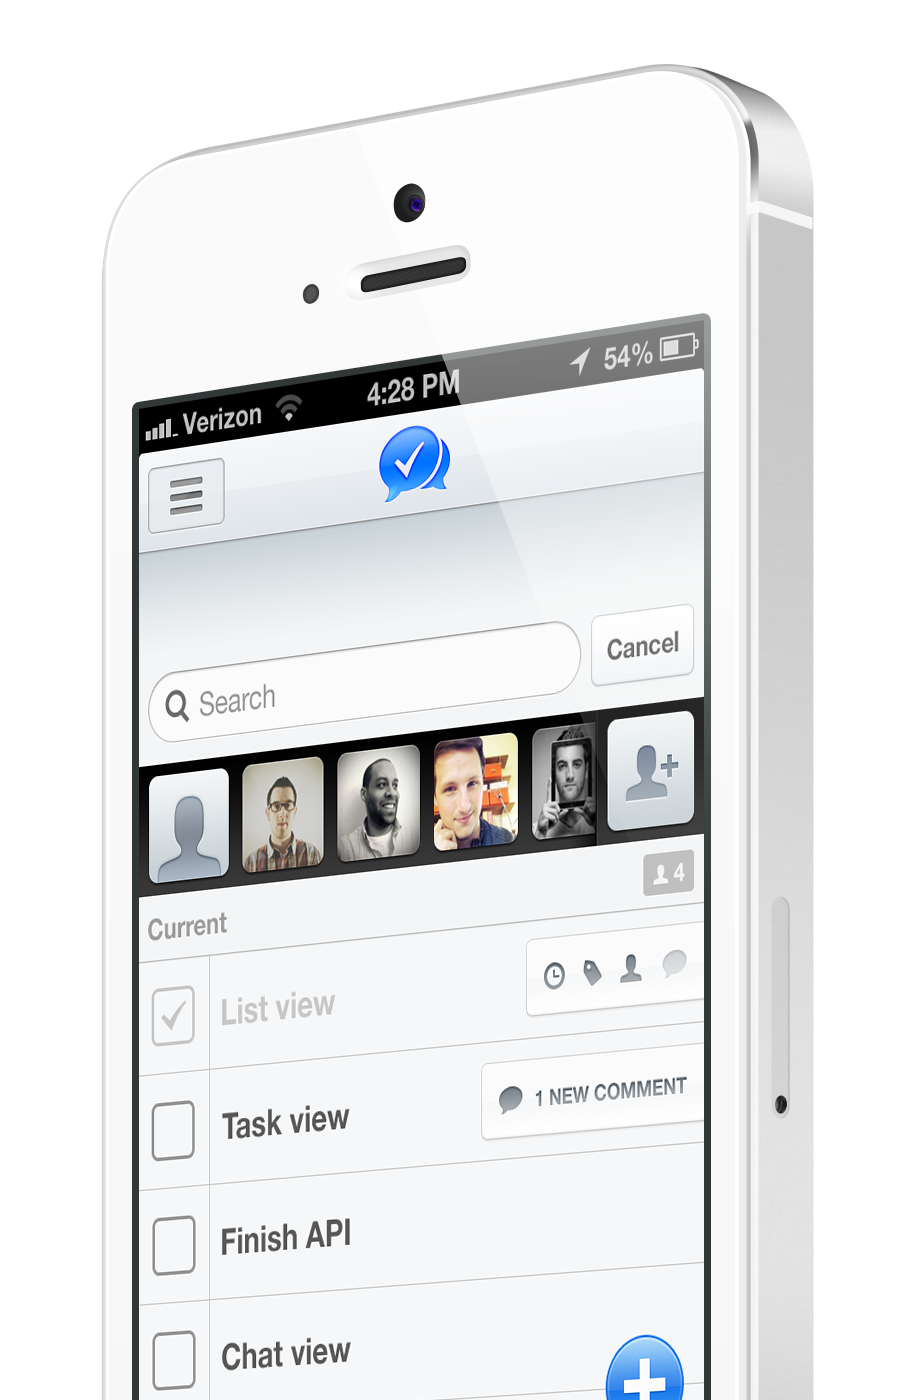 Verizon 4:28 PM 54%
Search Cancel
4
Current
List view
Task view 1 NEW COMMENT
Finish API
Chat view